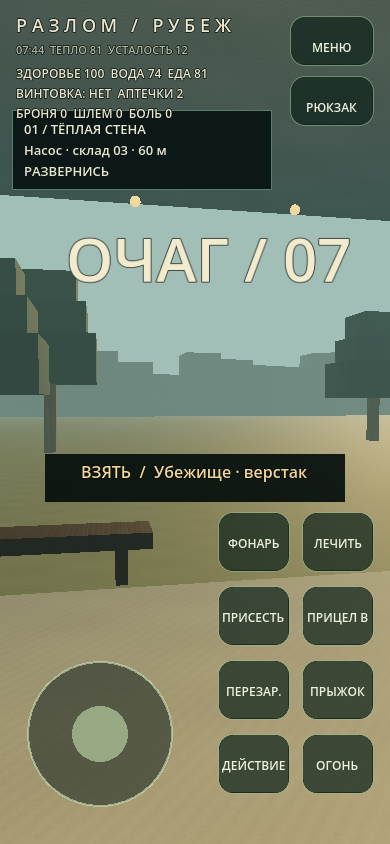 РАЗЛОМ / РУБЕЖ
07:44 ТЕПЛО 81 УСТАЛОСТЬ 12
ЗДОРОВЬЕ 100 ВОДА 74 ЕДА 81
ВИНТОВКА: НЕТ АПТЕЧКИ 2
БРОНЯ 0 ШЛЕМ 0 БОЛЬ 0
МЕНЮ
РЮКЗАК
01 / ТЁПЛАЯ СТЕНА
Насос · склад 03 · 60 м
РАЗВЕРНИСЬ
ОЧАГ / 07
ВЗЯТЬ / Убежище · верстак
ФОНАРЬ
ЛЕЧИТЬ
ПРИСЕСТЬ
ПРИЦЕЛ В
ПЕРЕЗАР.
ПРЫЖОК
ДЕЙСТВИЕ
ОГОНЬ